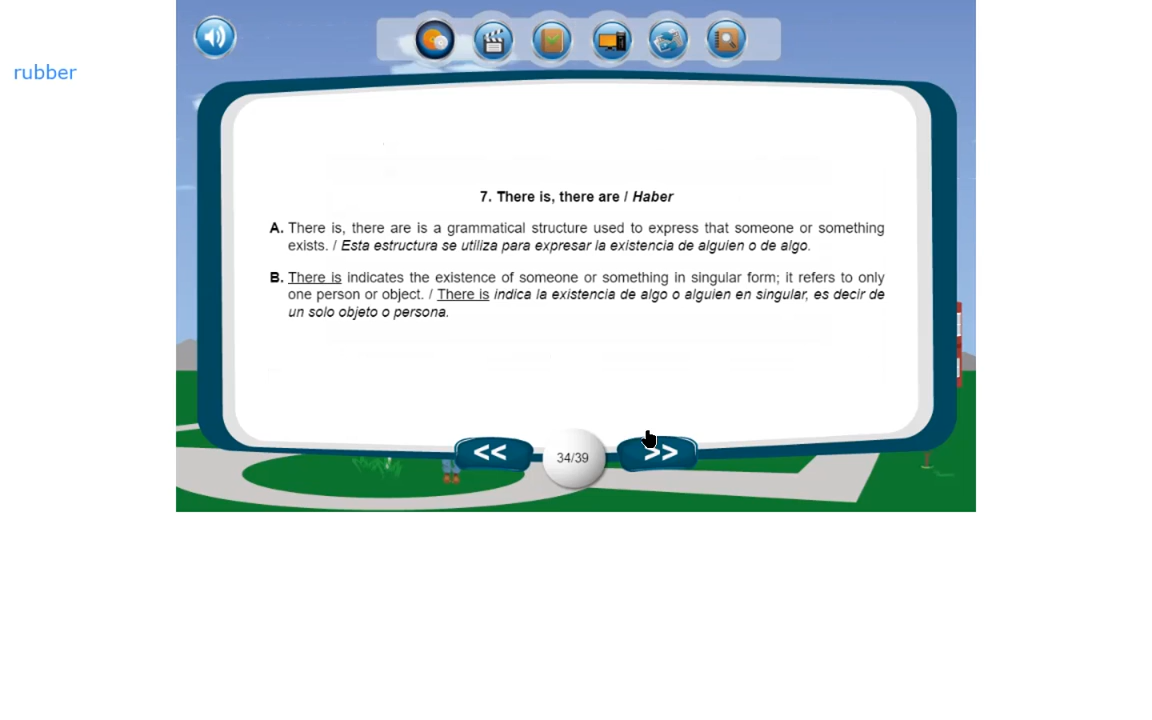 rubber
7. There is, there are / Haber
A. There is, there are is a grammatical structure used to express that someone or something
exists. / Esta estructura se utiliza para expresar la existencia de alguien o de algo.
B. There is indicates the existence of someone or something in singular form; it refers to only
one person or object. / There is indica la existencia de algo o alguien en singular, es decir de
un solo objeto o persona.
<< 34/39 >>